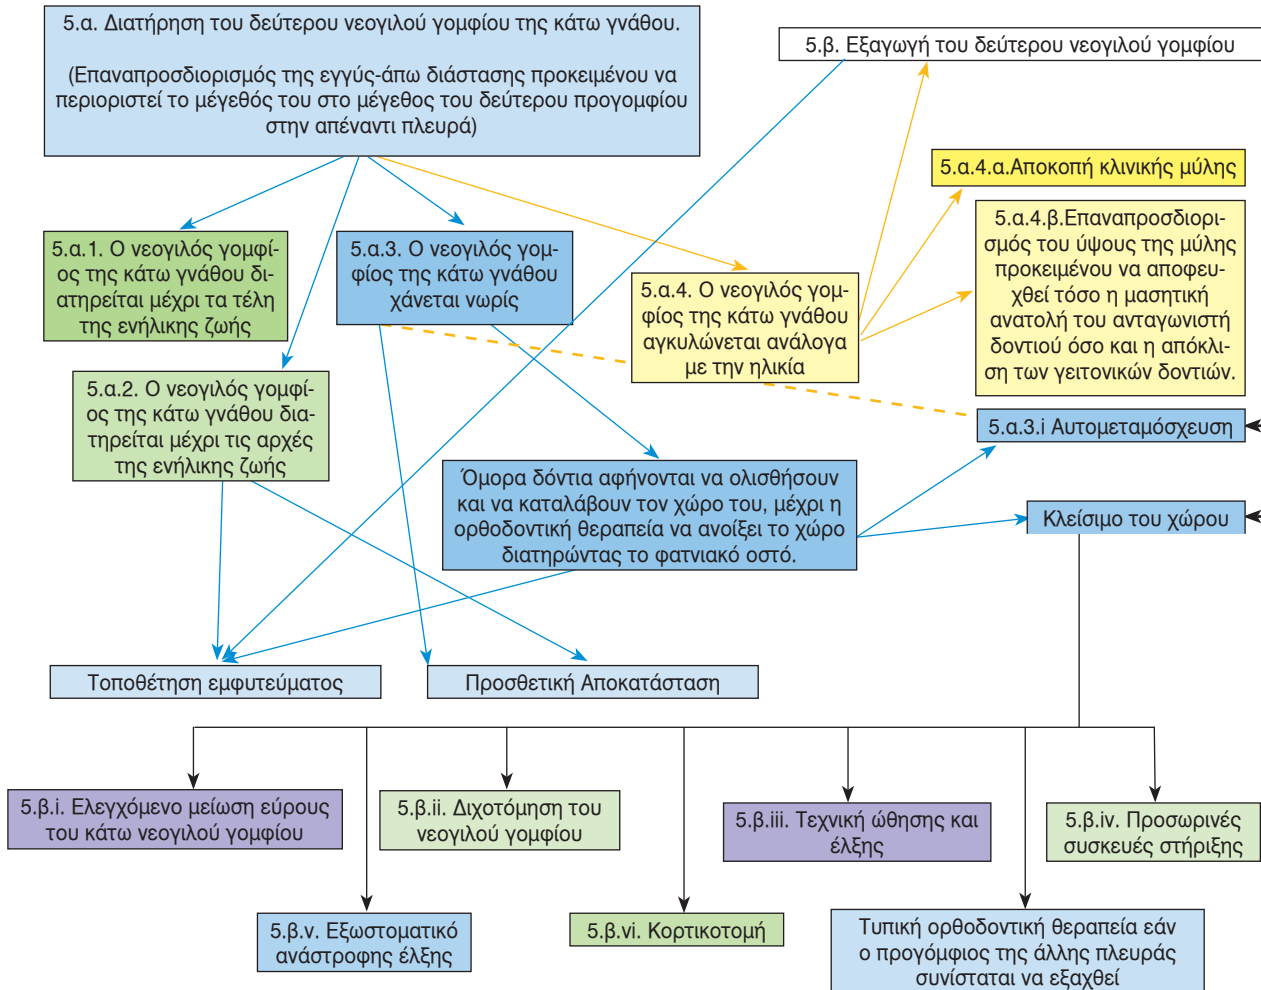 5.α. Διατήρηση του δεύτερου νεογιλού γομφίου της κάτω γνάθου.
(Επαναπροσδιορισμός της εγγύς-άπω διάστασης προκειμένου να
περιοριστεί το μέγεθός του στο μέγεθος του δεύτερου προγομφίου
στην απέναντι πλευρά)
5.β. Εξαγωγή του δεύτερου νεογιλού γομφίου
5.α.4.α.Αποκοπή κλινικής μύλης
5.α.4.β.Επαναπροσδιορι-
σμός του ύψους της μύλης
προκειμένου να αποφευ-
χθεί τόσο η μασητική
ανατολή του ανταγωνιστή
δοντιού όσο και η απόκλι-
ση των γειτονικών δοντιών.
5.α.1. Ο νεογιλός γομφί-
ος της κάτω γνάθου δι-
ατηρείται μέχρι τα τέλη
της ενήλικης ζωής
5.α.3. Ο νεογιλός γομ-
φίος της κάτω γνάθου
χάνεται νωρίς
5.α.4. Ο νεογιλός γομ-
φίος της κάτω γνάθου
αγκυλώνεται ανάλογα
με την ηλικία
5.α.2. Ο νεογιλός γομφί-
ος της κάτω γνάθου δια-
τηρείται μέχρι τις αρχές
της ενήλικης ζωής
5.α.3.i Αυτομεταμόσχευση
Όμορα δόντια αφήνονται να ολισθήσουν
και να καταλάβουν τον χώρο του, μέχρι η
ορθοδοντική θεραπεία να ανοίξει το χώρο
διατηρώντας το φατνιακό οστό.
Κλείσιμο του χώρου
Τοποθέτηση εμφυτεύματος
Προσθετική Αποκατάσταση
5.β.i. Ελεγχόμενο μείωση εύρους
του κάτω νεογιλού γομφίου
5.β.ii. Διχοτόμηση του
νεογιλού γομφίου
5.β.iii. Τεχνική ώθησης και
έλξης
5.β.iv. Προσωρινές
συσκευές στήριξης
5.β.v. Εξωστοματικό
ανάστροφης έλξης
5.β.vi. Κορτικοτομή
Τυπική ορθοδοντική θεραπεία εάν
ο προγόμφιος της άλλης πλευράς
συνίσταται να εξαχθεί